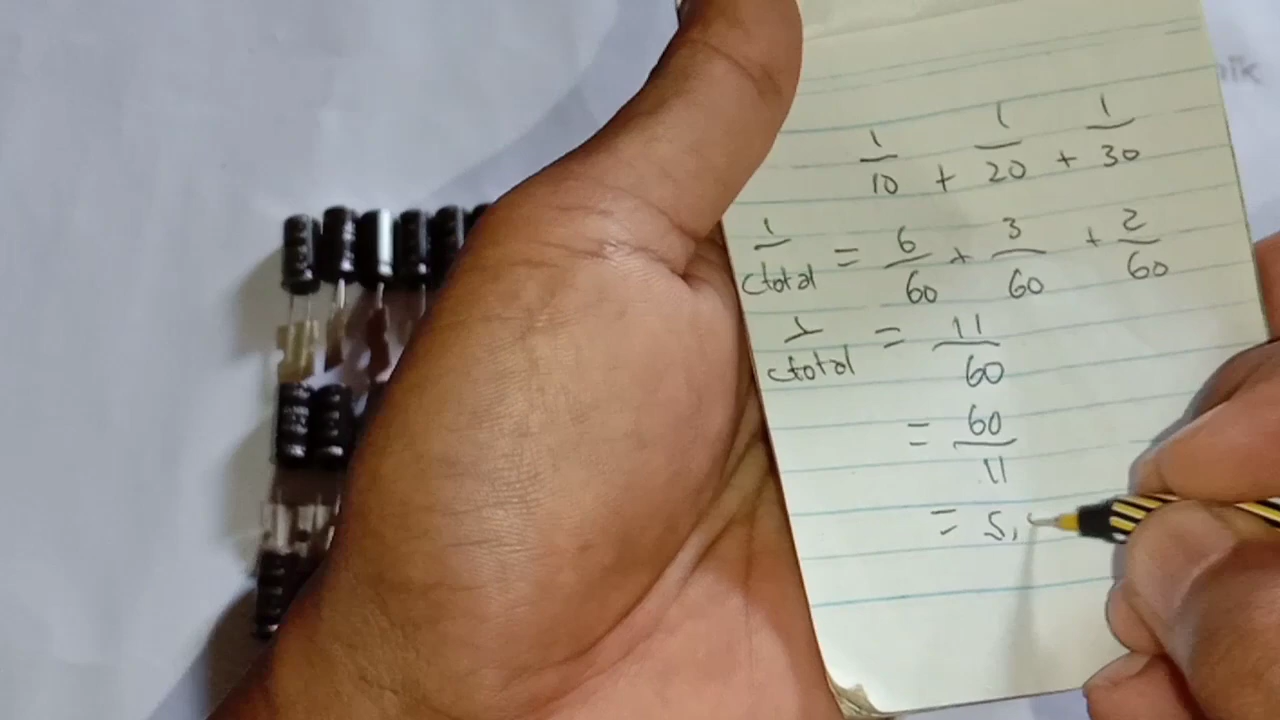 1/10 + 1/20 + 1/30
1/ctotal = 6/60 + 3/60 + 2/60
1/ctotal = 11/60
= 60/11
= 5,